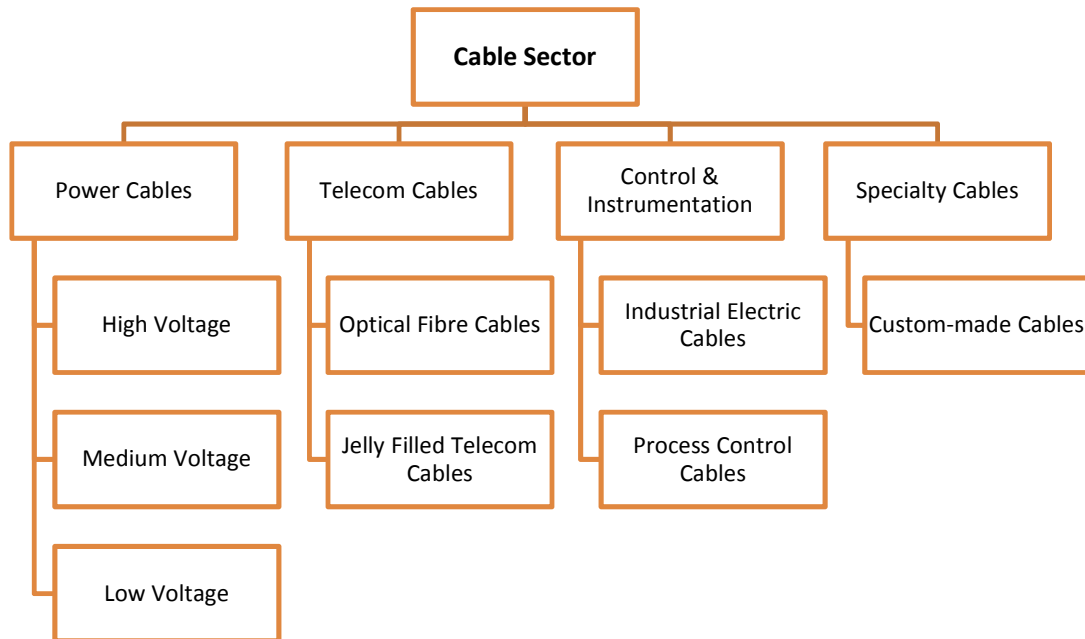 Cable Sector
Power Cables
Telecom Cables
Control &
Instrumentation
Specialty Cables
High Voltage
Optical Fibre Cables
Industrial Electric
Cables
Custom-made Cables
Medium Voltage
Jelly Filled Telecom
Cables
Process Control
Cables
Low Voltage